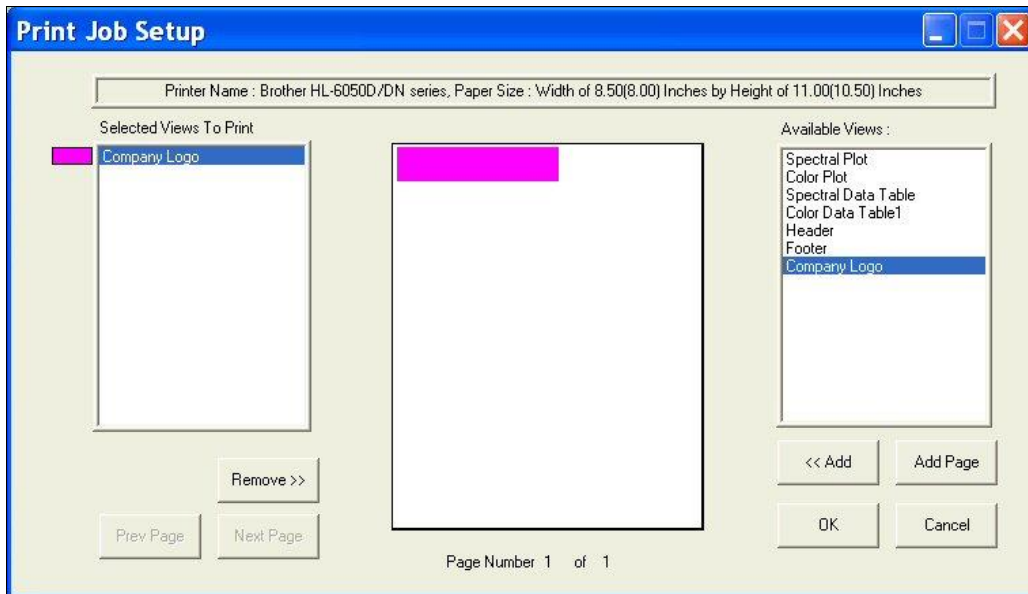 Print Job Setup
Printer Name : Brother HL-6050D/DN series, Paper Size : Width of 8.50(8.00) Inches by Height of 11.00(10.50) Inches
Selected Views To Print
Company Logo
Available Views :
Spectral Plot
Color Plot
Spectral Data Table
Color Data Table1
Header
Footer
Company Logo
Remove >>
<< Add
Add Page
Prev Page
Next Page
OK
Cancel
Page Number 1 of 1